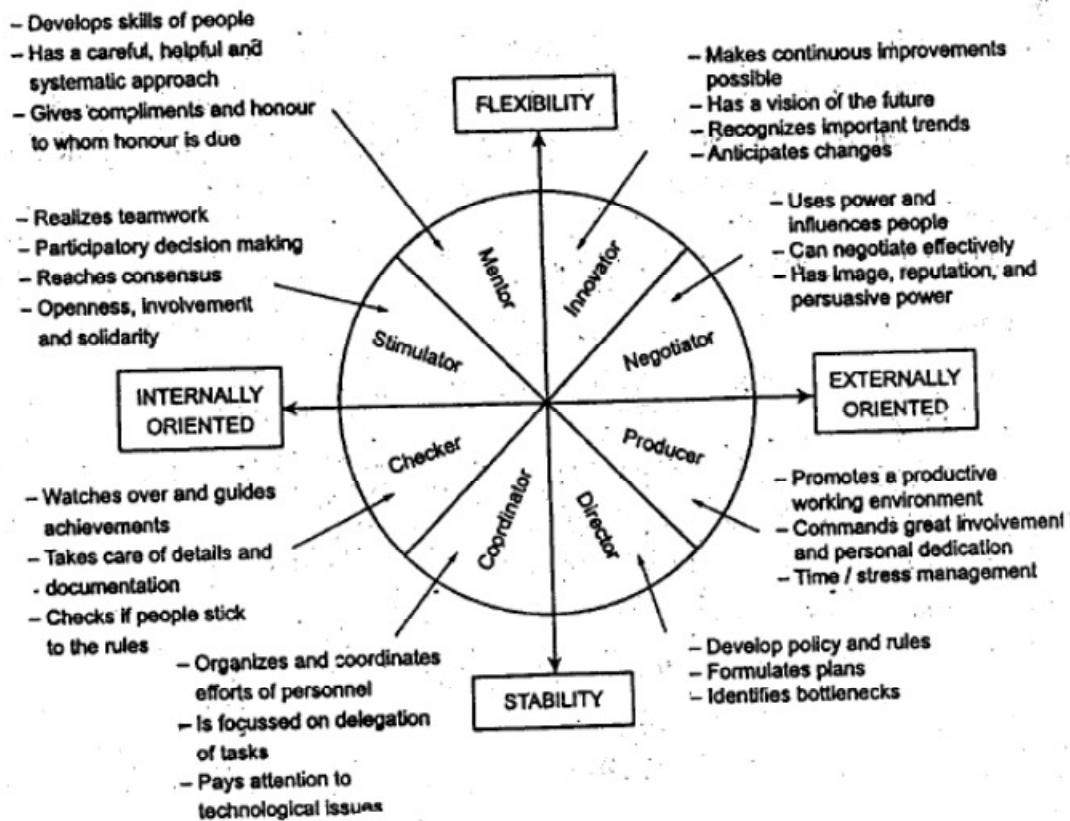 – Develops skills of people
– Has a careful, helpful and
systematic approach
– Gives compliments and honour
to whom honour is due
FLEXIBILITY
– Makes continuous improvements
possible
– Has a vision of the future
– Recognizes important trends
– Anticipates changes
– Realizes teamwork
– Participatory decision making
– Reaches consensus
– Openness, involvement
and solidarity
– Uses power and
influences people
– Can negotiate effectively
– Has image, reputation, and
persuasive power
Mentor
Innovator
Stimulator
Negotiator
INTERNALLY
ORIENTED
EXTERNALLY
ORIENTED
Checker
Coordinator
Director
Producer
– Watches over and guides
achievements
– Takes care of details and
documentation
– Checks if people stick
to the rules
– Promotes a productive
working environment
– Commands great involvement
and personal dedication
– Time / stress management
– Organizes and coordinates
efforts of personnel
– Is focussed on delegation
of tasks
– Pays attention to
technological issues
STABILITY
– Develop policy and rules
– Formulates plans
– Identifies bottlenecks